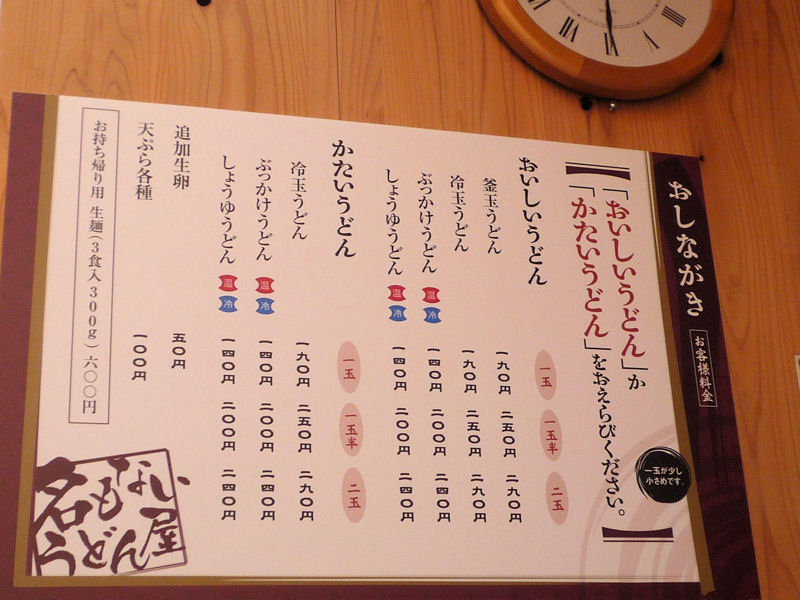 おしながき
お客様料金
「おいしいうどん」か
「かたいうどん」をおえらびください。
一玉が少し
小さめです。
おいしいうどん 一玉 一玉半 二玉
釜玉うどん 一九〇円 二五〇円 二九〇円
冷玉うどん 一九〇円 二五〇円 二九〇円
ぶっかけうどん 温 冷 一四〇円 二〇〇円 二四〇円
しょうゆうどん 温 冷 一四〇円 二〇〇円 二四〇円
かたいうどん 一玉 一玉半 二玉
冷玉うどん 一九〇円 二五〇円 二九〇円
ぶっかけうどん 温 冷 一四〇円 二〇〇円 二四〇円
しょうゆうどん 温 冷 一四〇円 二〇〇円 二四〇円
追加生卵 五〇円
天ぷら各種 一〇〇円
お持ち帰り用 生麺(3食入 300g) 六〇〇円
名もない
うどん屋